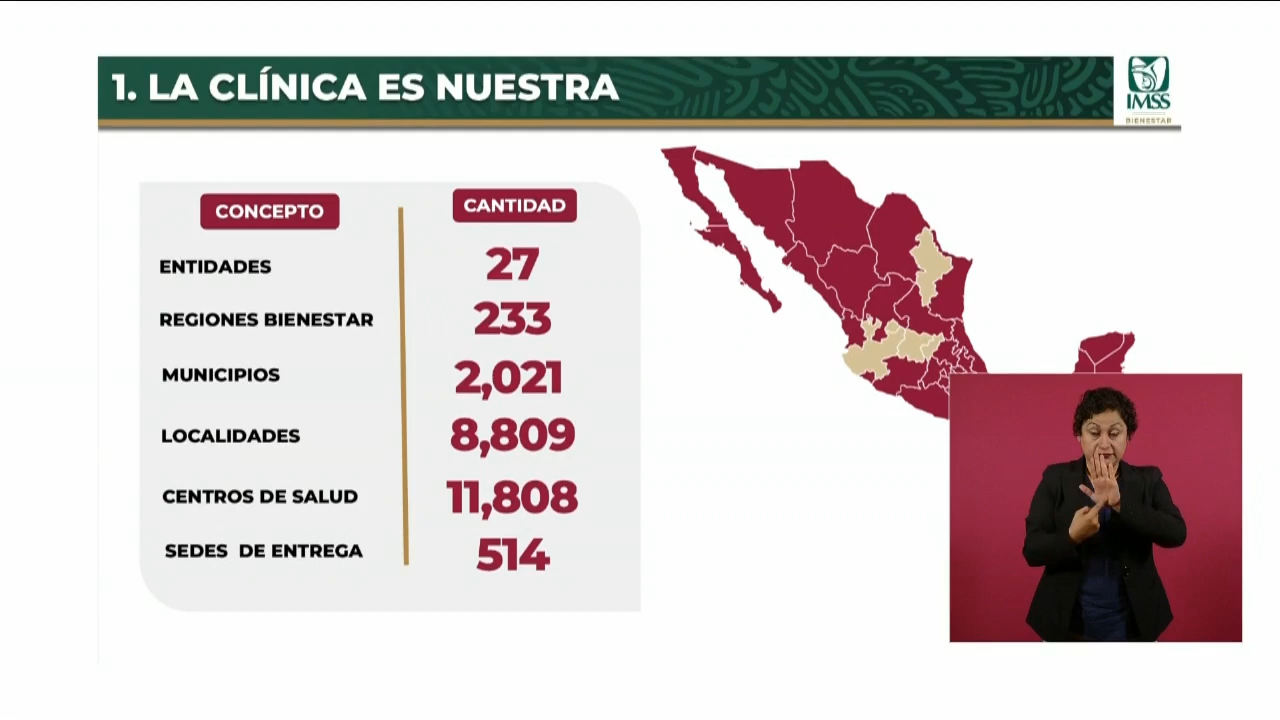 1. LA CLÍNICA ES NUESTRA
IMSS
BIENESTAR
CONCEPTO
CANTIDAD
ENTIDADES
27
REGIONES BIENESTAR
233
MUNICIPIOS
2,021
LOCALIDADES
8,809
CENTROS DE SALUD
11,808
SEDES DE ENTREGA
514